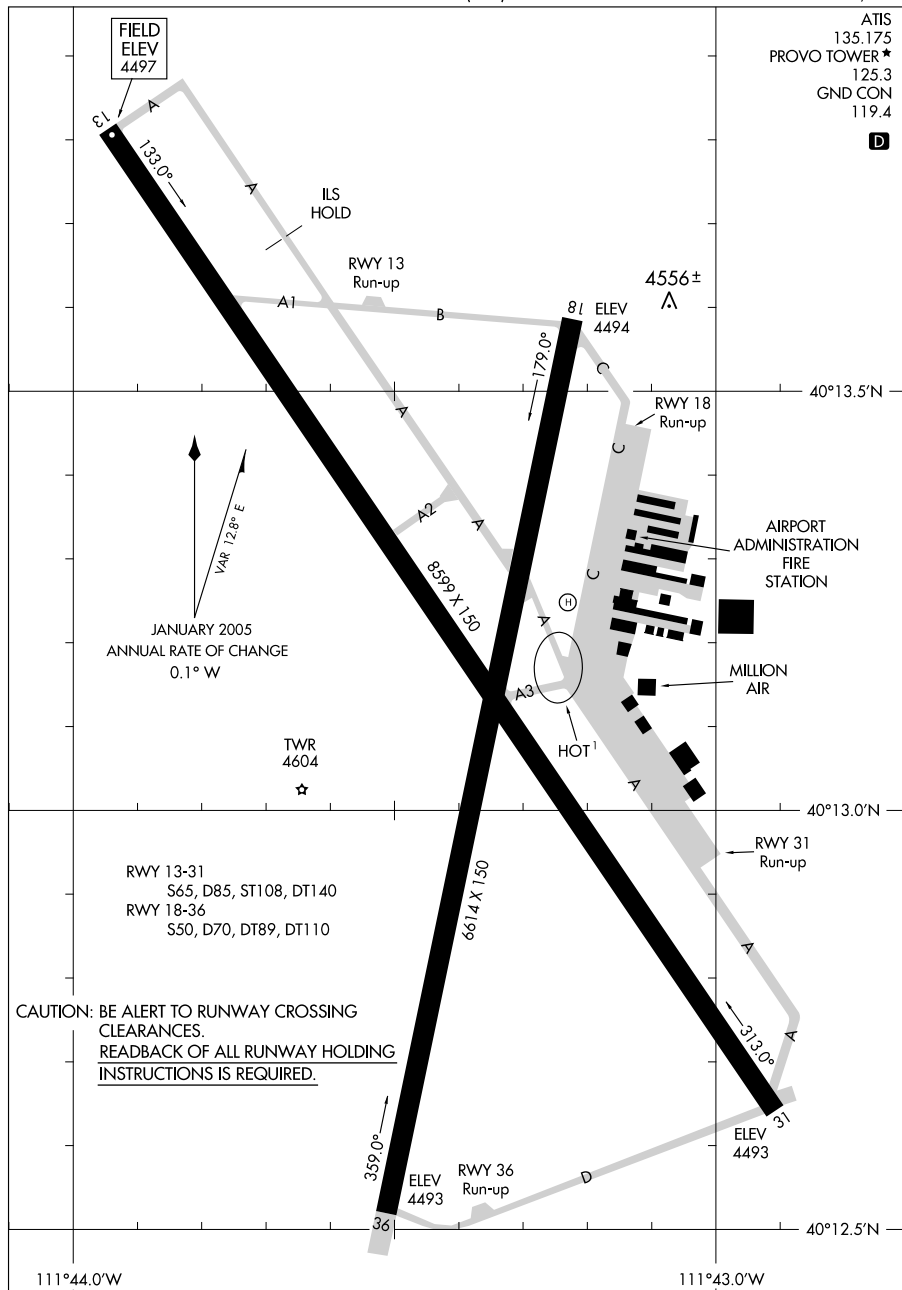 FIELD
ELEV
4497
ATIS
135.175
PROVO TOWER★
125.3
GND CON
119.4
D
13
A
133.0°
A
ILS
HOLD
RWY 13
Run-up
4556±
A1
B
18
ELEV
4494
179.0°
C
40°13.5'N
A
RWY 18
Run-up
C
VAR 12.8° E
A2
A
AIRPORT
ADMINISTRATION
FIRE
STATION
8599 X 150
C
H
A
JANUARY 2005
ANNUAL RATE OF CHANGE
0.1° W
MILLION
AIR
A3
HOT1
TWR
4604
A
40°13.0'N
RWY 31
Run-up
RWY 13-31
S65, D85, ST108, DT140
RWY 18-36
S50, D70, DT89, DT110
6614 X 150
A
CAUTION: BE ALERT TO RUNWAY CROSSING
CLEARANCES.
READBACK OF ALL RUNWAY HOLDING
INSTRUCTIONS IS REQUIRED.
313.0°
A
31
ELEV
4493
359.0°
ELEV
4493
RWY 36
Run-up
D
36
40°12.5'N
111°44.0'W
111°43.0'W